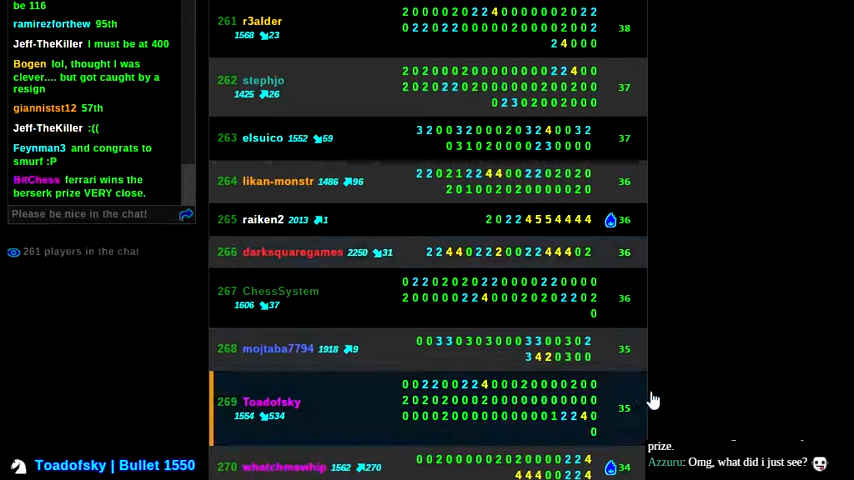 be 116
ramirezforthew 95th
Jeff-TheKiller I must be at 400
Bogen lol, thought I was
clever.... but got caught by a
resign
giannistst12 57th
Jeff-TheKiller :((
Feynman3 and congrats to
smurf :P
BitChess ferrari wins the
berserk prize VERY close.
Please be nice in the chat!
261 players in the chat
261 r3alder
1568 ↘23
2 0 0 0 0 2 0 2 2 4 0 0 0 0 2 0 2 2
0 2 2 0 2 2 0 0 0 0 0 2 0 0 0 2 0 0 2
2 4 0 0 0
38
262 stephjo
1425 ↗26
2 0 2 0 0 0 2 0 0 0 0 0 0 2 2 4 0 0
2 0 2 0 2 2 0 2 0 0 0 0 0 2 0 0 2 0 0
0 2 3 0 2 0 0 2 0 0 0
37
263 elsuico 1552 ↘59
3 2 0 0 3 2 0 0 0 2 0 3 2 4 0 0 3 2
0 3 1 0 2 0 0 0 0 2 3 0 0 0 0
37
264 likan-monstr 1486 ↗96
2 2 0 2 1 2 2 4 4 0 0 2 2 0 2 0 2 0
2 0 1 0 0 2 0 0 0 0 2 0
36
265 raiken2 2013 ↗1
2 0 2 2 4 5 5 4 4 4 4
36
266 darksquaregames 2250 ↘31
2 2 4 4 0 2 2 2 0 0 2 2 4 4 4 0 2
36
267 ChessSystem
1606 ↘37
0 2 2 0 2 0 2 0 2 2 0 0 0 2 2 0 0 0 0
2 0 0 0 0 0 2 2 4 0 0 0 2 0 2 0 2 2 0 2
0
36
268 mojtaba7794 1918 ↗9
0 0 3 3 0 3 0 3 0 0 0 3 3 0 0 3 0 2
3 4 2 0 3 0 0
35
269 Toadofsky
1554 ↘534
0 0 2 2 0 0 2 2 4 0 0 0 2 0 0 0 0 2 0 0
2 0 2 0 2 0 0 0 2 0 0 0 0 0 0 0 0 0 0
0 0 0 0 2 0 0 0 0 0 0 0 0 1 2 2 4 0
0
35
270 whatchmewhip 1562 ↗270
0 0 2 0 0 0 0 0 2 0 2 0 0 0 0 2 2 4
4 4 4 0 0 2 2 4
34
Toadofsky | Bullet 1550
prize.
Azzuru: Omg, what did i just see?